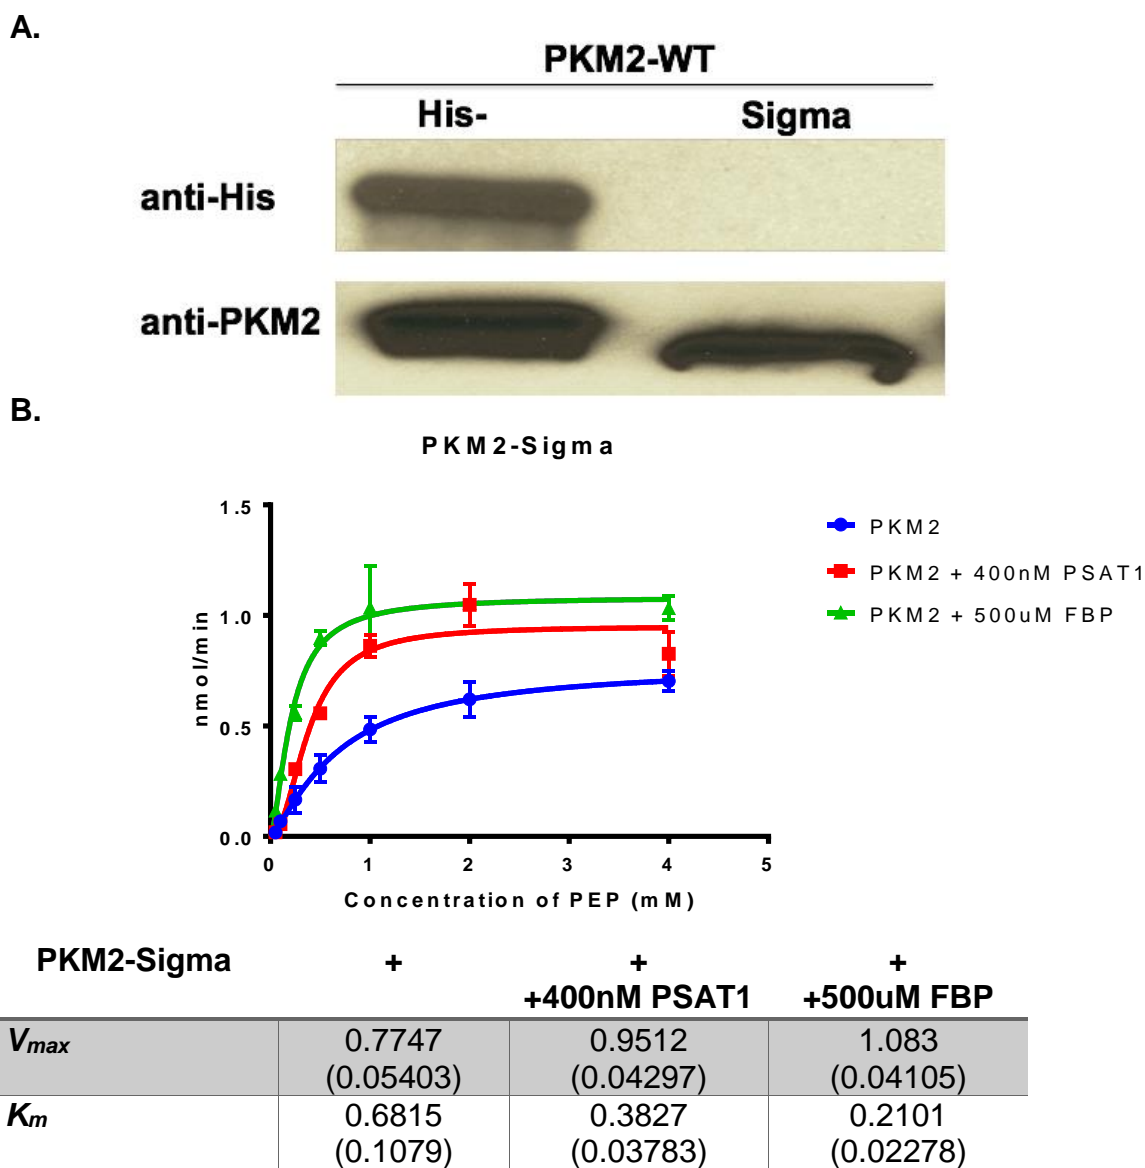 A.
PKM2-WT
His- Sigma
anti-His
anti-PKM2
B.
PKM2-Sigma
1.5
1.0
0.5
0.0
nmol/min
0 1 2 3 4 5
Concentration of PEP (mM)
PKM2
PKM2 + 400nM PSAT1
PKM2 + 500uM FBP
PKM2-Sigma + + +
+400nM PSAT1 +500uM FBP
Vmax 0.7747 0.9512 1.083
(0.05403) (0.04297) (0.04105)
Km 0.6815 0.3827 0.2101
(0.1079) (0.03783) (0.02278)